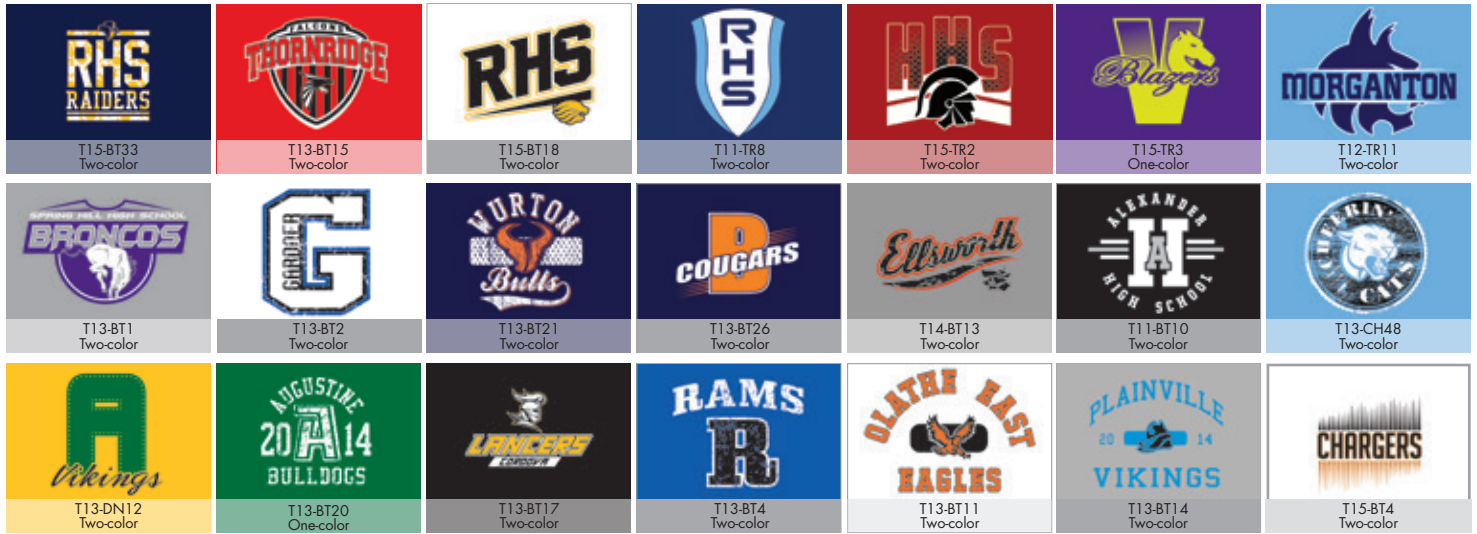 RHS
RAIDERS
T15-BT33
Two-color
FALCONS
THORNRIDGE
T13-BT15
Two-color
RHS
T15-BT18
Two-color
RHS
T11-TR8
Two-color
HHS
T15-TR2
Two-color
V
Blazers
T15-TR3
One-color
MORGANTON
T12-TR11
Two-color
SPRING HILL HIGH SCHOOL
BRONCOS
T13-BT1
Two-color
G
GARDNER
T13-BT2
Two-color
WURTON
Bulls
T13-BT21
Two-color
B
COUGARS
T13-BT26
Two-color
Ellsworth
T14-BT13
Two-color
ALEXANDER
A
HIGH SCHOOL
T11-BT10
Two-color
CHEERIN'
CATS
T13-CH48
Two-color
A
Vikings
T13-DN12
Two-color
AUGUSTINE
20 A 14
BULLDOGS
T13-BT20
One-color
LANCERS
CORDOVA
T13-BT17
Two-color
RAMS
R
T13-BT4
Two-color
OLATHE EAST
EAGLES
T13-BT11
Two-color
PLAINVILLE
20 14
VIKINGS
T13-BT14
Two-color
CHARGERS
T15-BT4
Two-color